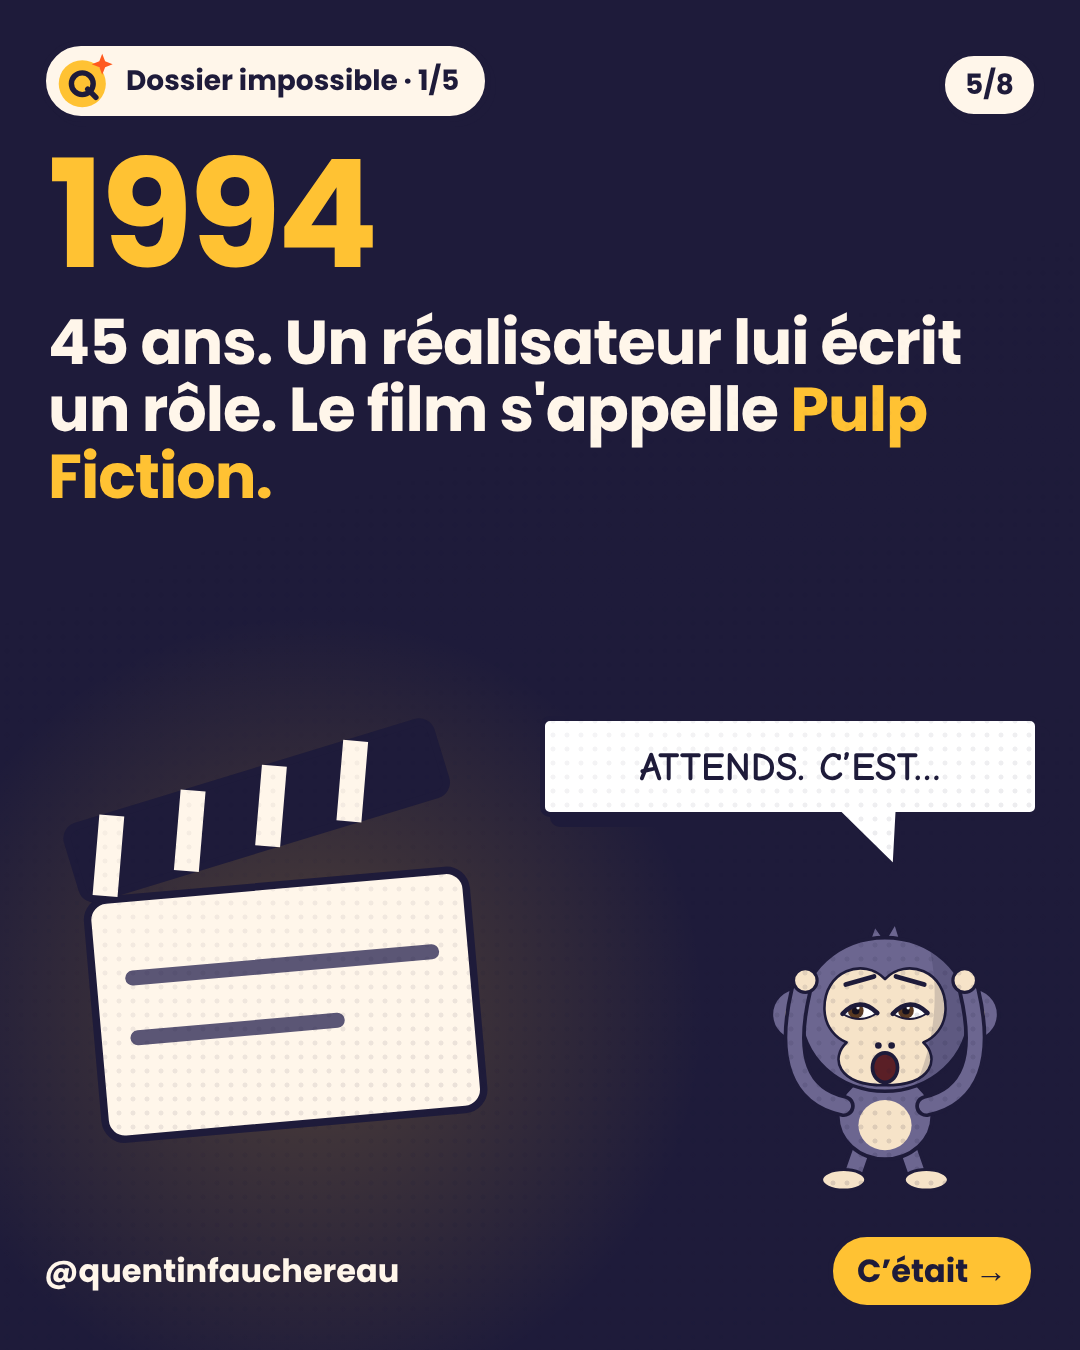 Dossier impossible · 1/5
5/8
1994
45 ans. Un réalisateur lui écrit
un rôle. Le film s'appelle Pulp
Fiction.
ATTENDS. C'EST...
@quentinfauchereau
C’était →